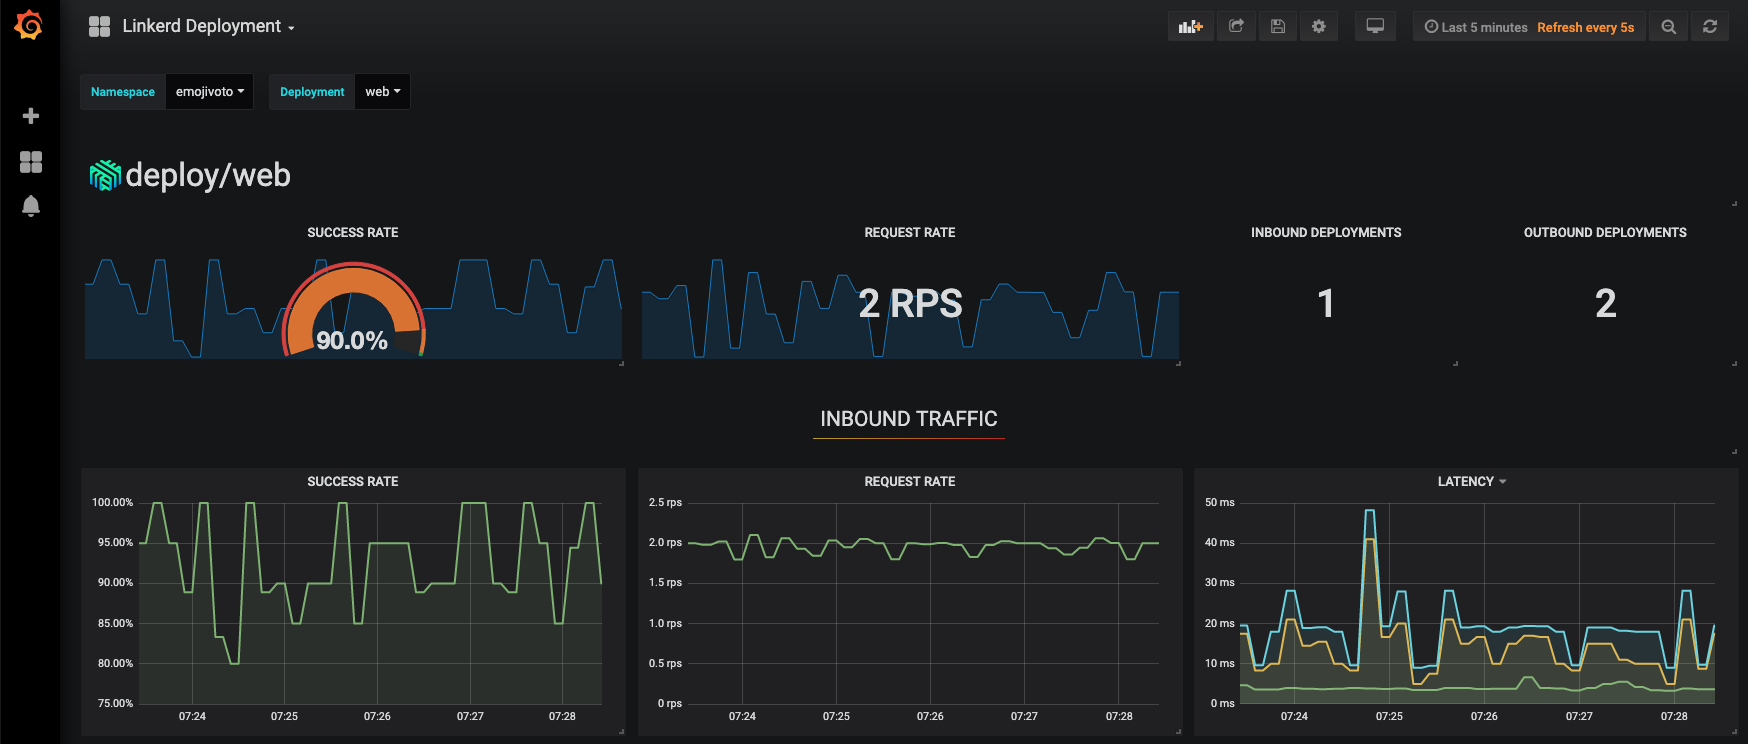 Linkerd Deployment
Last 5 minutes Refresh every 5s
Namespace emojivoto Deployment web
deploy/web
SUCCESS RATE REQUEST RATE INBOUND DEPLOYMENTS OUTBOUND DEPLOYMENTS
90.0% 2 RPS 1 2
INBOUND TRAFFIC
SUCCESS RATE
100.00%
95.00%
90.00%
85.00%
80.00%
75.00%
07:24 07:25 07:26 07:27 07:28
REQUEST RATE
2.5 rps
2.0 rps
1.5 rps
1.0 rps
0.5 rps
0 rps
07:24 07:25 07:26 07:27 07:28
LATENCY
50 ms
40 ms
30 ms
20 ms
10 ms
0 ms
07:24 07:25 07:26 07:27 07:28